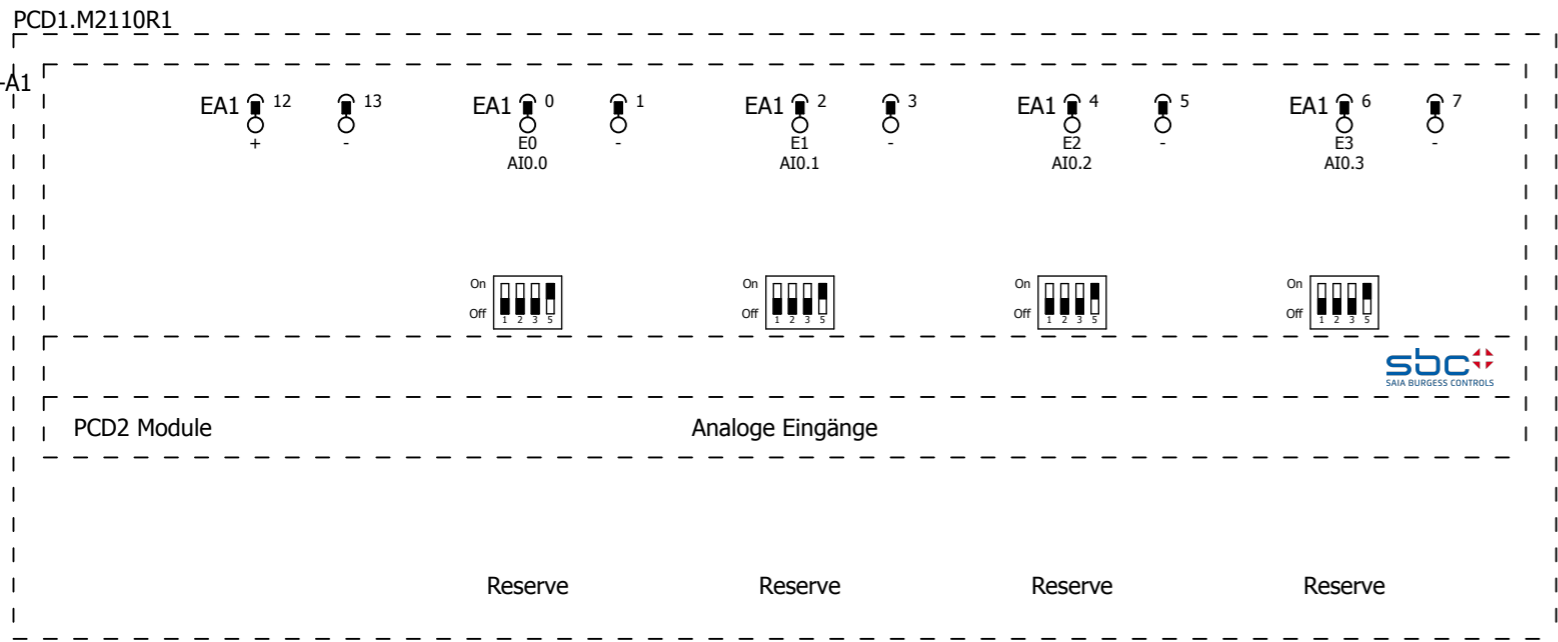 PCD1.M2110R1
-A1
EA1 12 13 EA1 0 1 EA1 2 3 EA1 4 5 EA1 6 7
+ - E0 - E1 - E2 - E3 -
AI0.0 AI0.1 AI0.2 AI0.3
On On On On
Off 1 2 3 5 Off 1 2 3 5 Off 1 2 3 5 Off 1 2 3 5
sbc
SAIA BURGESS CONTROLS
PCD2 Module Analoge Eingänge
Reserve Reserve Reserve Reserve